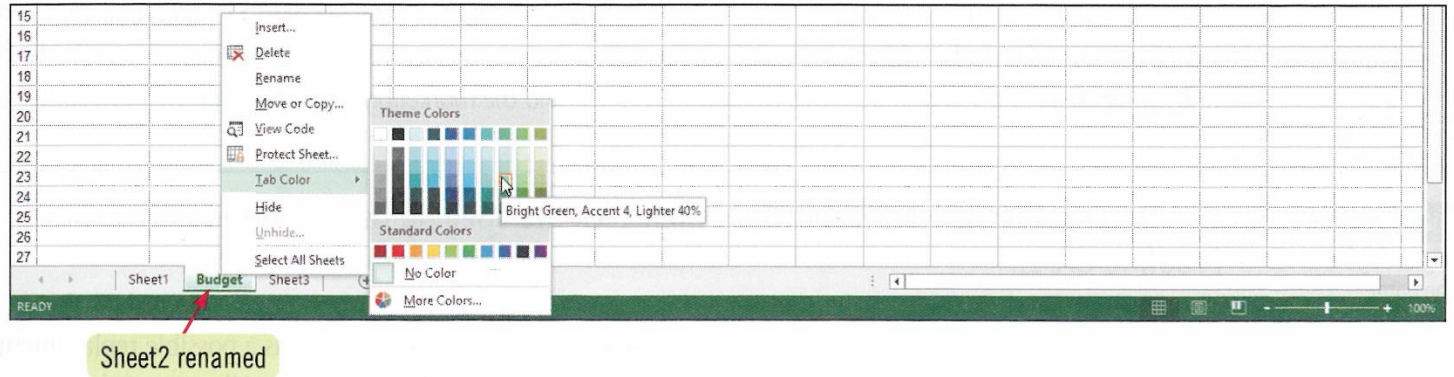 15
16
17
18
19
20
21
22
23
24
25
26
27
Insert...
Delete
Rename
Move or Copy...
View Code
Protect Sheet...
Tab Color
Hide
Unhide...
Select All Sheets
Theme Colors
Bright Green, Accent 4, Lighter 40%
Standard Colors
No Color
More Colors...
Sheet1 Budget Sheet3
READY 100%
Sheet2 renamed